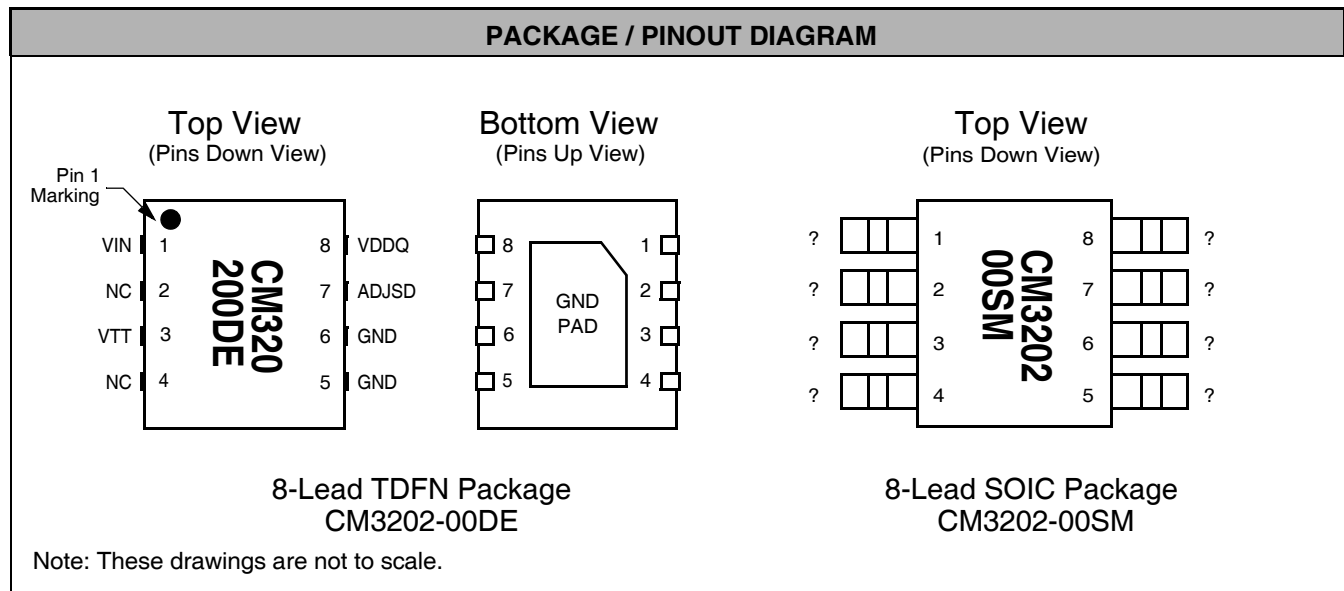 PACKAGE / PINOUT DIAGRAM
Top View
(Pins Down View)
Pin 1
Marking
VIN 1 8 VDDQ
NC 2 7 ADJSD
VTT 3 6 GND
NC 4 5 GND
CM320
200DE
Bottom View
(Pins Up View)
8 1
7 2
6 3
5 4
GND
PAD
8-Lead TDFN Package
CM3202-00DE
Top View
(Pins Down View)
? 1 8 ?
? 2 7 ?
? 3 6 ?
? 4 5 ?
CM3202
00SM
8-Lead SOIC Package
CM3202-00SM
Note: These drawings are not to scale.